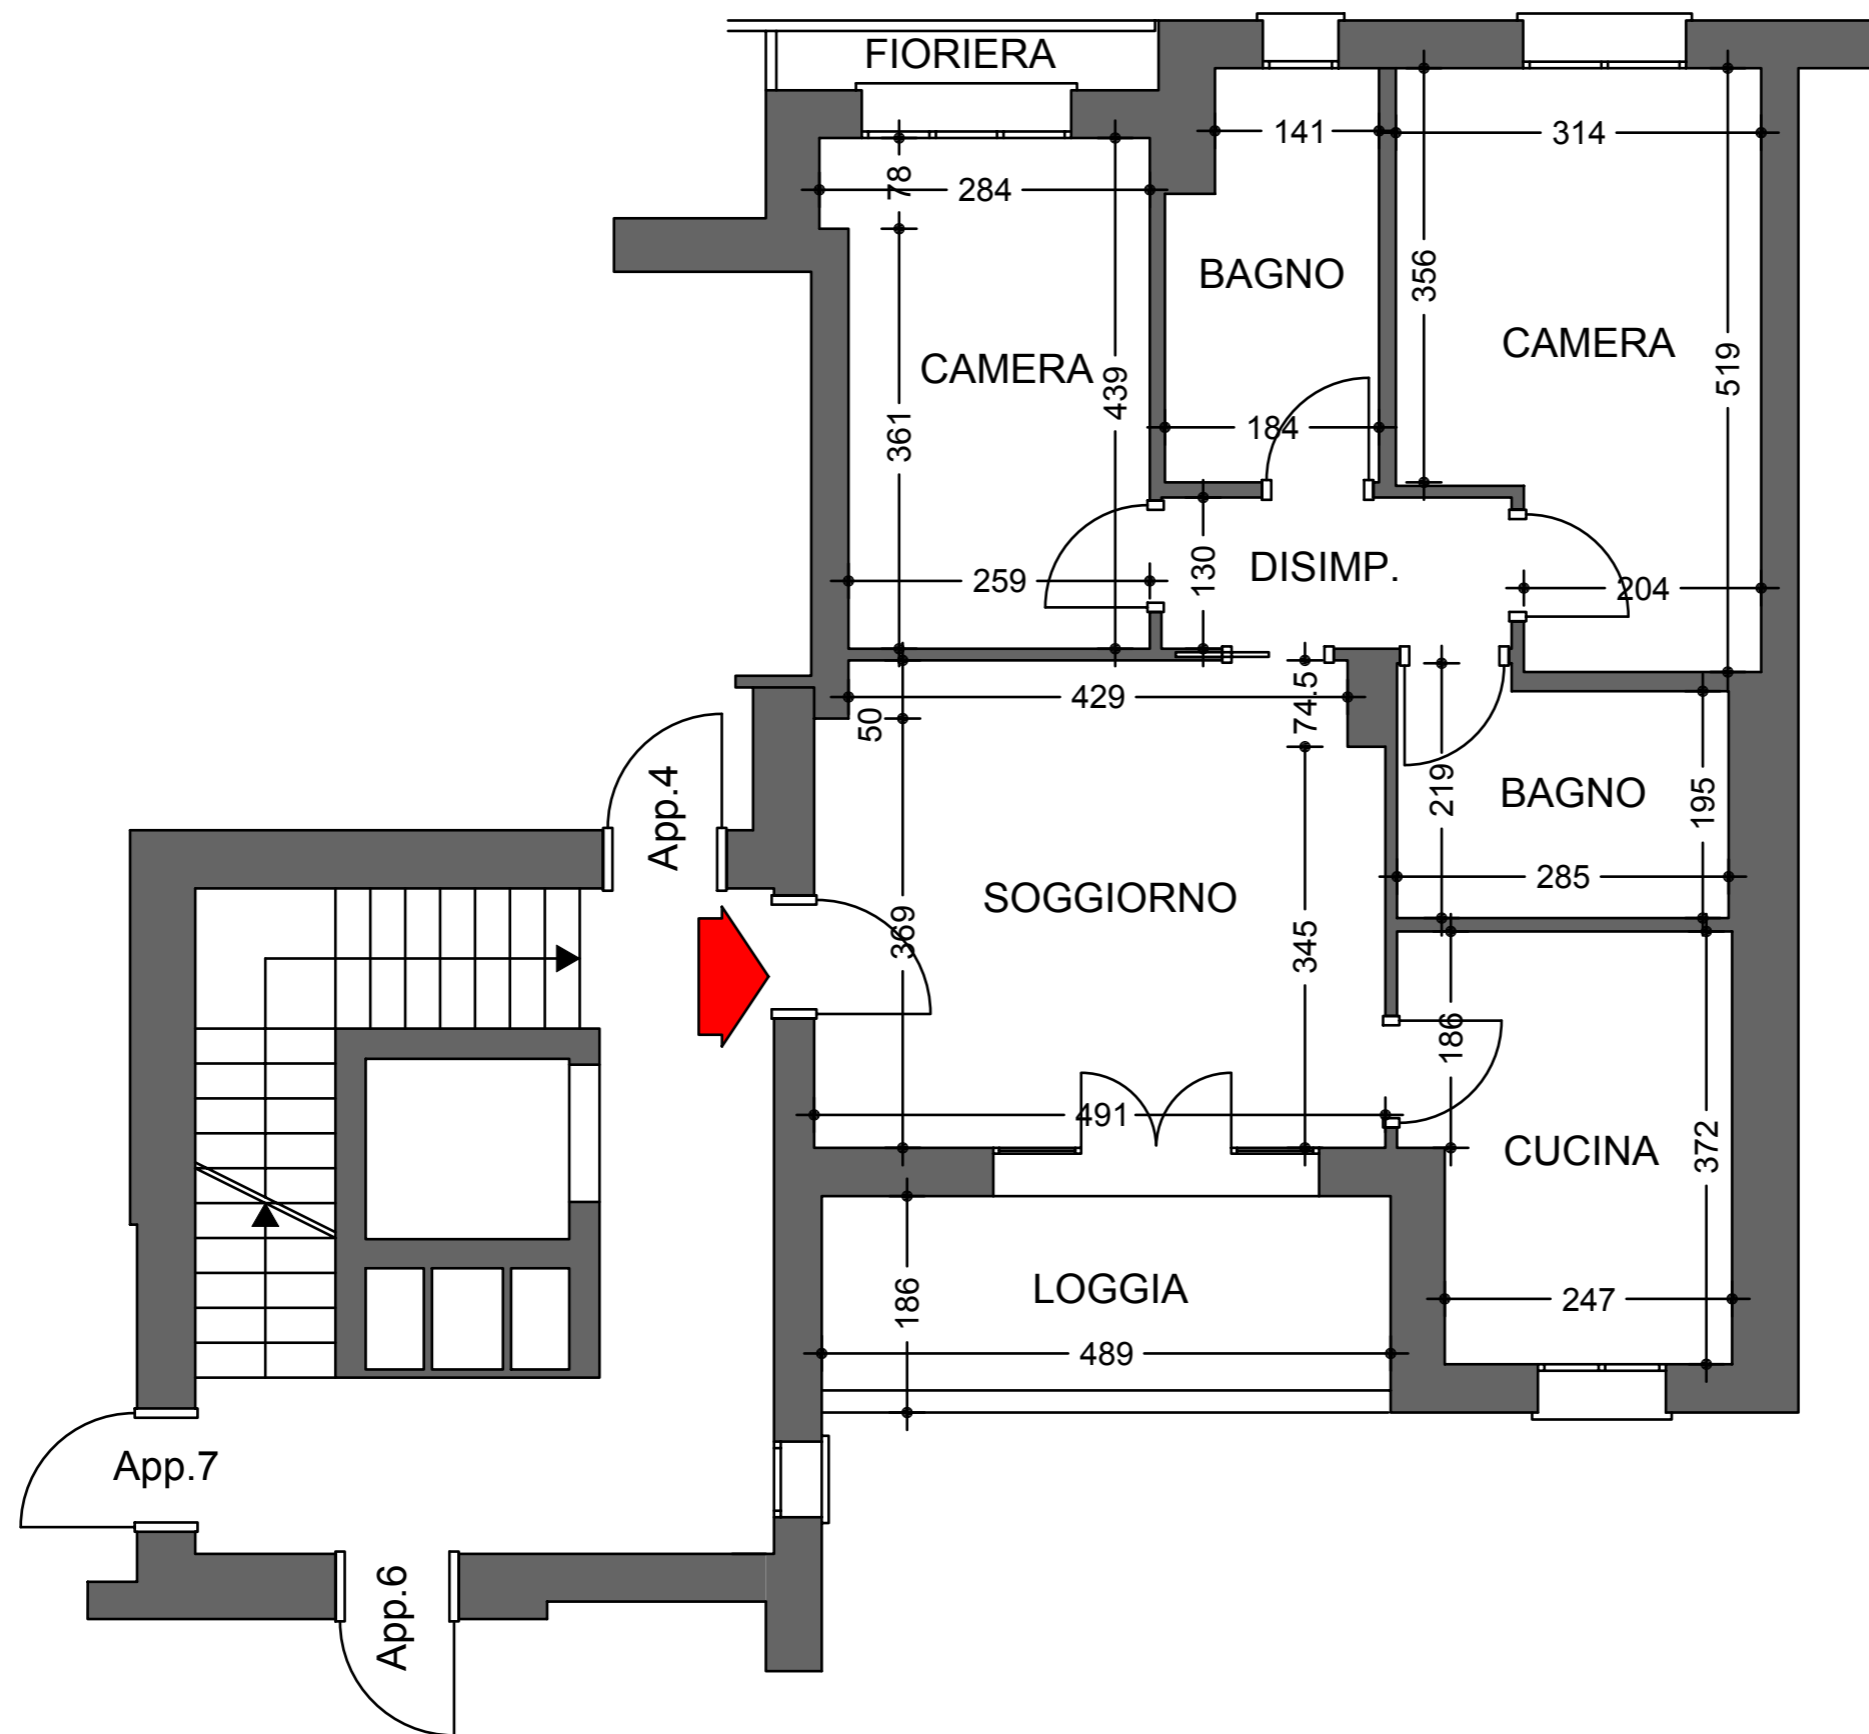 FIORIERA
141
314
78
284
BAGNO
356
CAMERA
CAMERA
439
519
361
184
130
DISIMP.
259
204
429
74.5
50
App.4
219
BAGNO
195
285
SOGGIORNO
369
345
186
491
CUCINA
372
LOGGIA
186
247
489
App.7
App.6